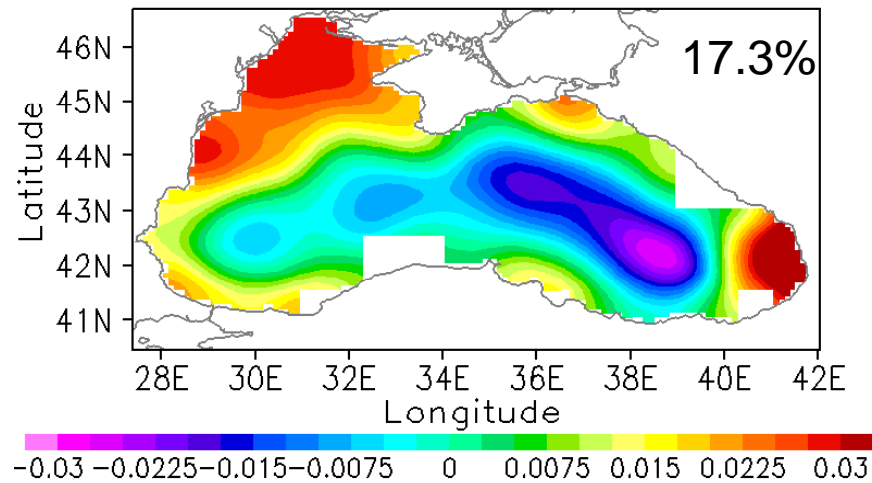 17.3%
46N
45N
44N
43N
42N
41N
Latitude
28E 30E 32E 34E 36E 38E 40E 42E
Longitude
-0.03 -0.0225 -0.015 -0.0075 0 0.0075 0.015 0.0225 0.03